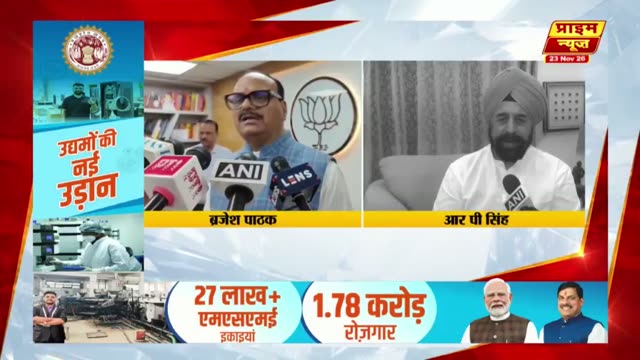 प्राइम
न्यूज
23 Nov 26
उद्यमों की
नई
उड़ान
ANI
LENS
ANI
ब्रजेश पाठक
आर पी सिंह
27 लाख+
एमएसएमई
इकाइयां
1.78 करोड़
रोज़गार